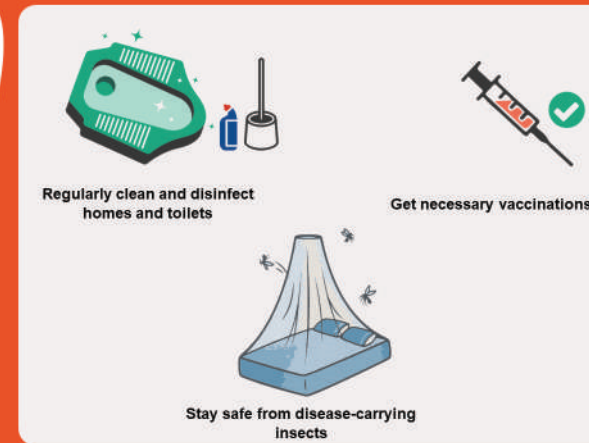 Regularly clean and disinfect
homes and toilets
Get necessary vaccinations
Stay safe from disease-carrying
insects